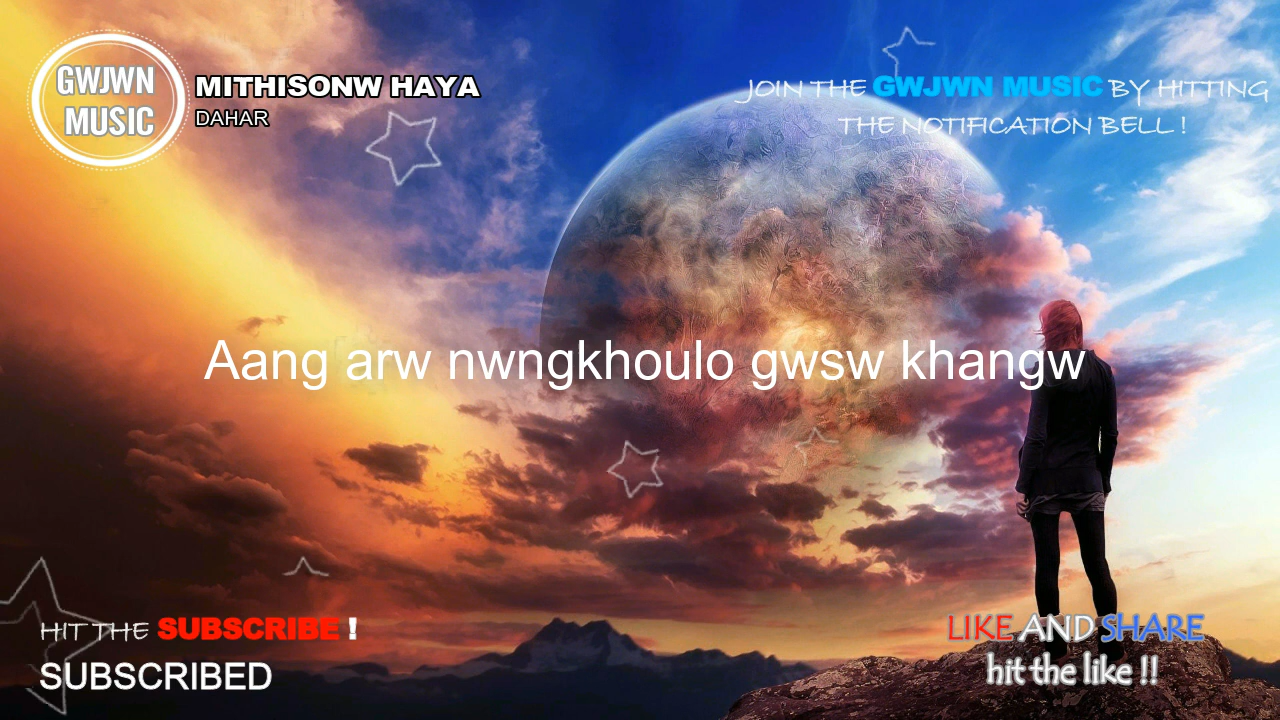 GWJWN
MUSIC
MITHISONW HAYA
DAHAR
JOIN THE GWJWN MUSIC BY HITTING
THE NOTIFICATION BELL !
Aang arw nwngkhoulo gwsw khangw
HIT THE SUBSCRIBE !
SUBSCRIBED
LIKE AND SHARE
hit the like !!